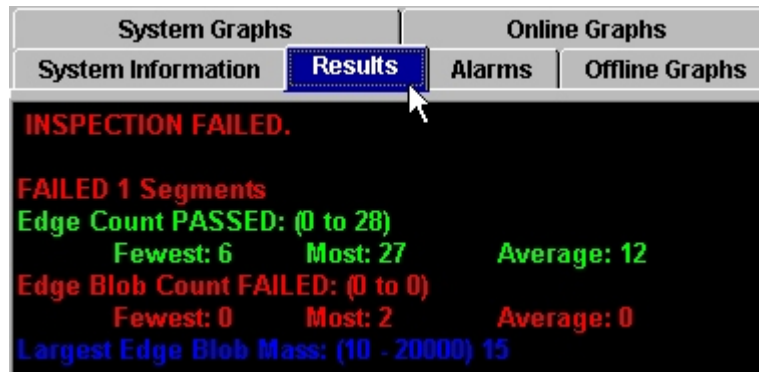 System Graphs Online Graphs
System Information Results Alarms Offline Graphs
INSPECTION FAILED.
FAILED 1 Segments
Edge Count PASSED: (0 to 28)
Fewest: 6 Most: 27 Average: 12
Edge Blob Count FAILED: (0 to 0)
Fewest: 0 Most: 2 Average: 0
Largest Edge Blob Mass: (10 - 20000) 15